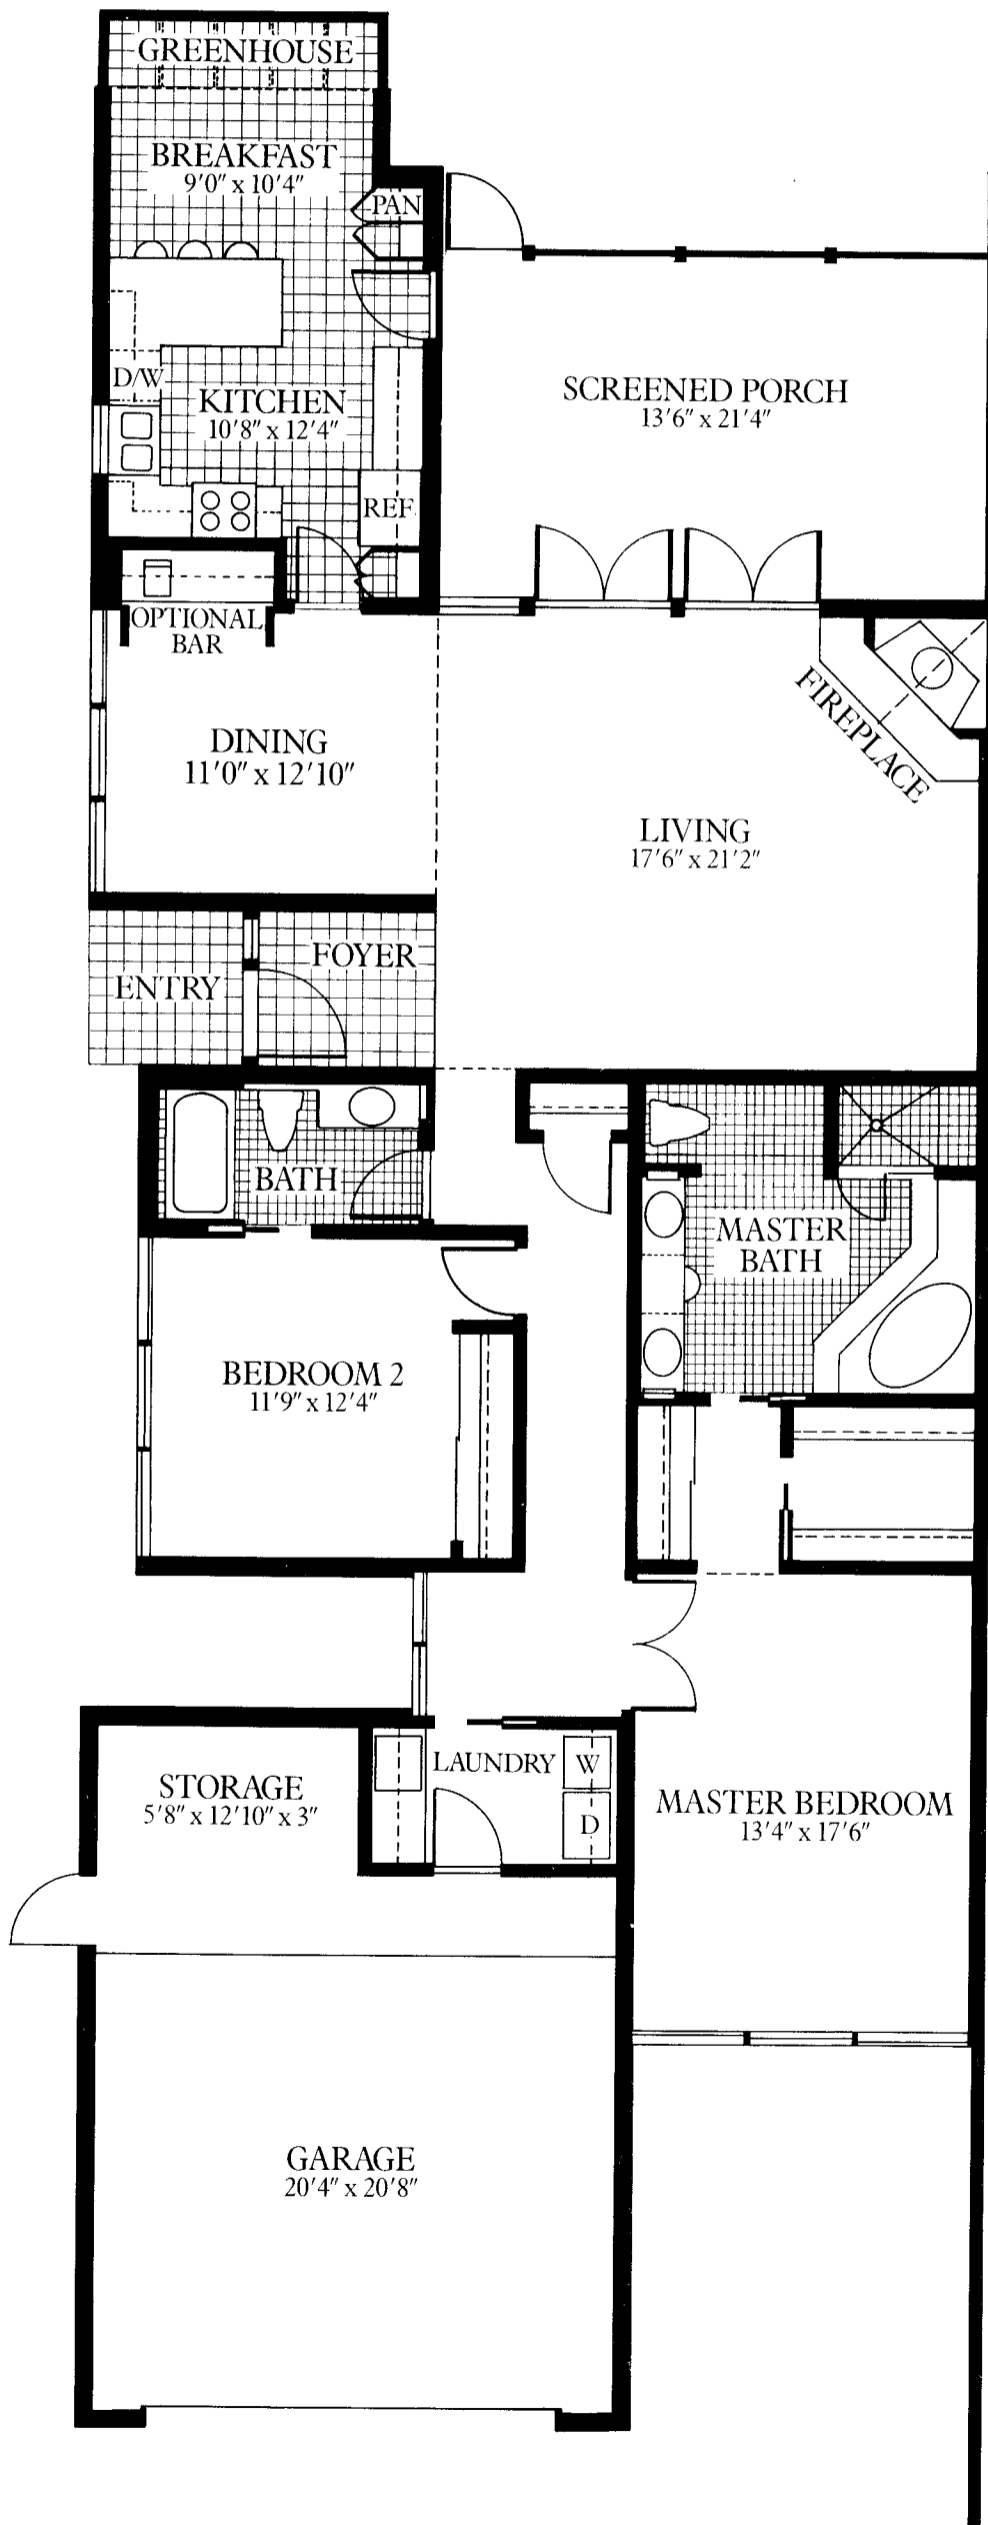 GREENHOUSE
BREAKFAST
9'0" x 10'4"
PAN
D/W
KITCHEN
10'8" x 12'4"
REF
SCREENED PORCH
13'6" x 21'4"
OPTIONAL
BAR
FIREPLACE
DINING
11'0" x 12'10"
LIVING
17'6" x 21'2"
FOYER
ENTRY
BATH
MASTER
BATH
BEDROOM 2
11'9" x 12'4"
LAUNDRY
W
D
STORAGE
5'8" x 12'10" x 3"
MASTER BEDROOM
13'4" x 17'6"
GARAGE
20'4" x 20'8"